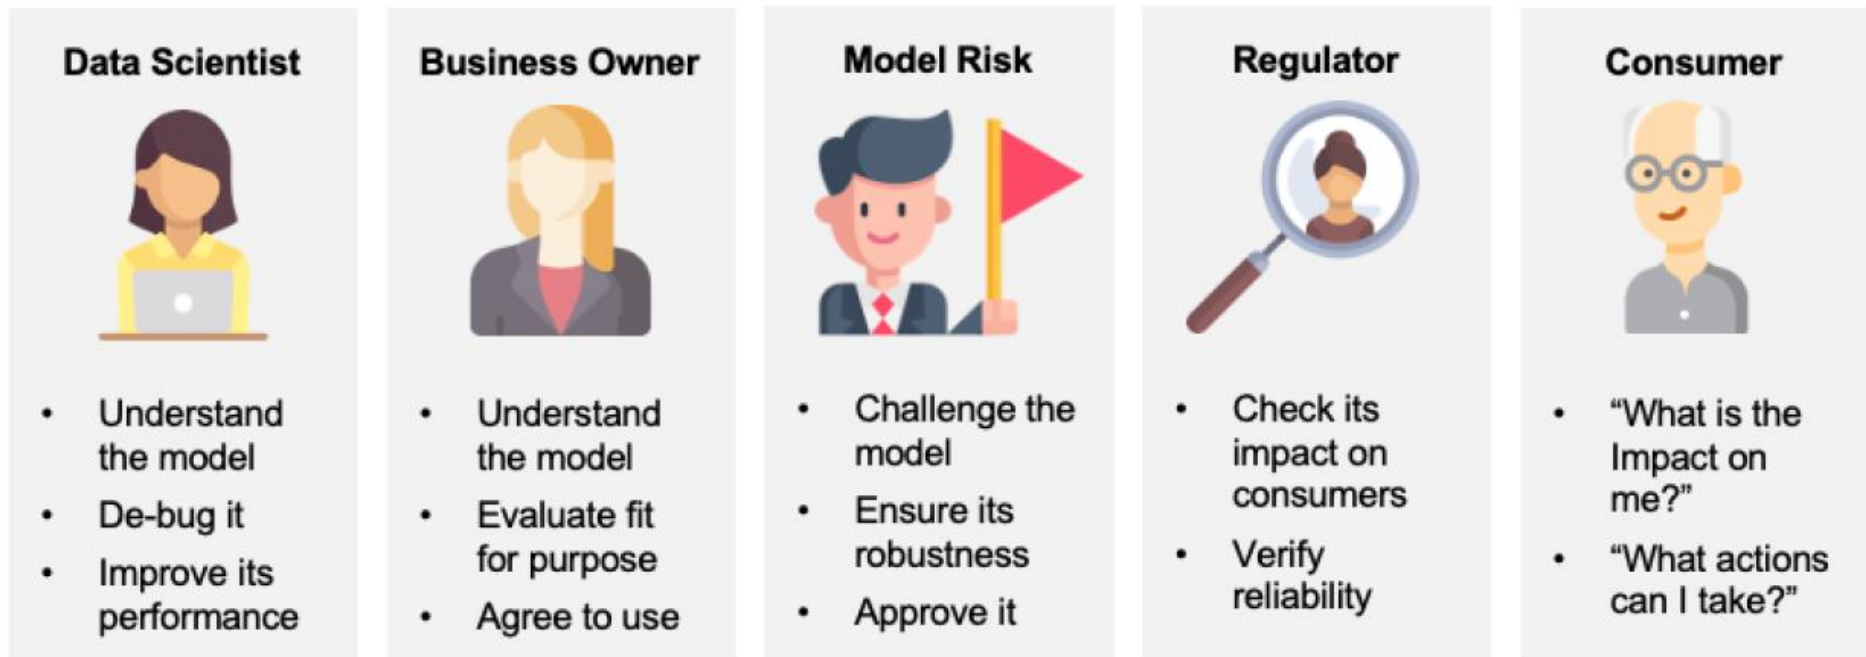 Data Scientist
• Understand
the model
• De-bug it
• Improve its
performance
Business Owner
• Understand
the model
• Evaluate fit
for purpose
• Agree to use
Model Risk
• Challenge the
model
• Ensure its
robustness
• Approve it
Regulator
• Check its
impact on
consumers
• Verify
reliability
Consumer
• “What is the
Impact on
me?”
• “What actions
can I take?”